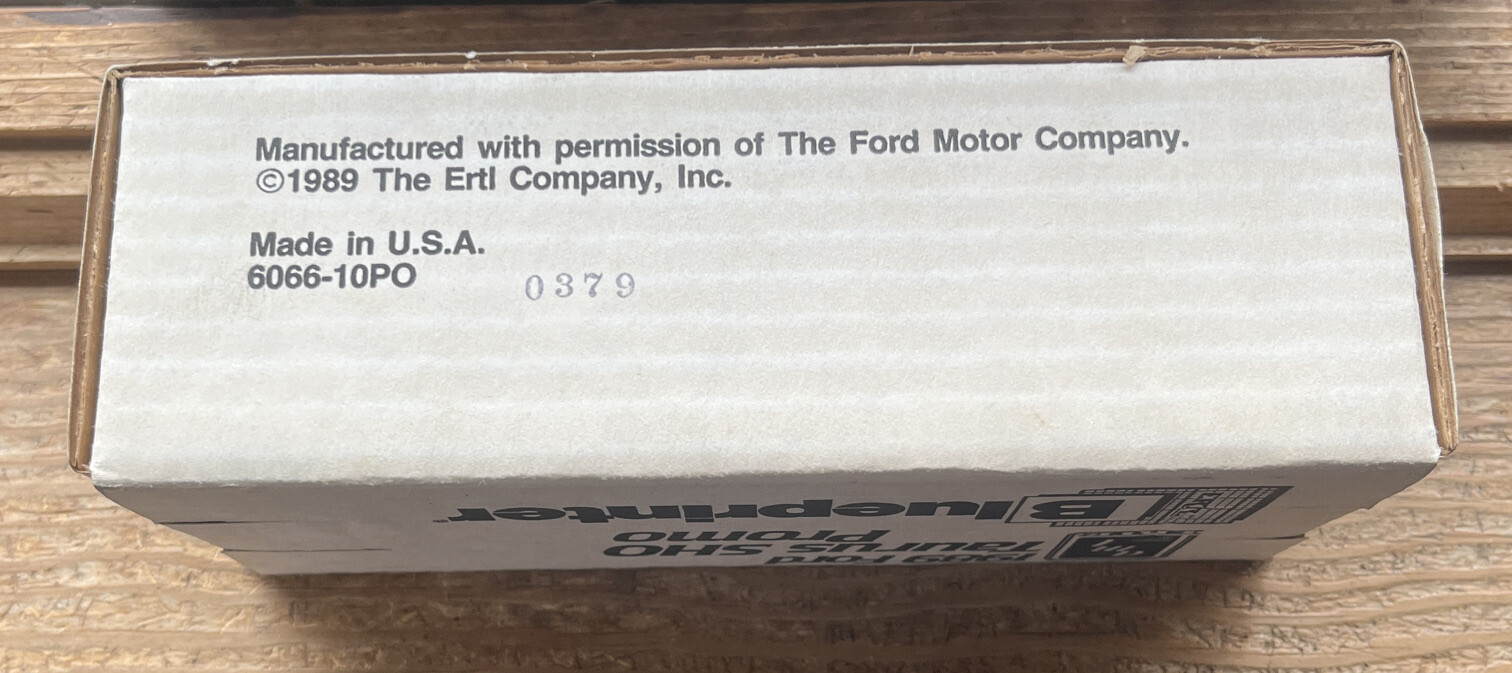 Manufactured with permission of The Ford Motor Company.
©1989 The Ertl Company, Inc.
Made in U.S.A.
6066-10PO
0379
Blueprinter
Promo
Taurus SHO
Ford